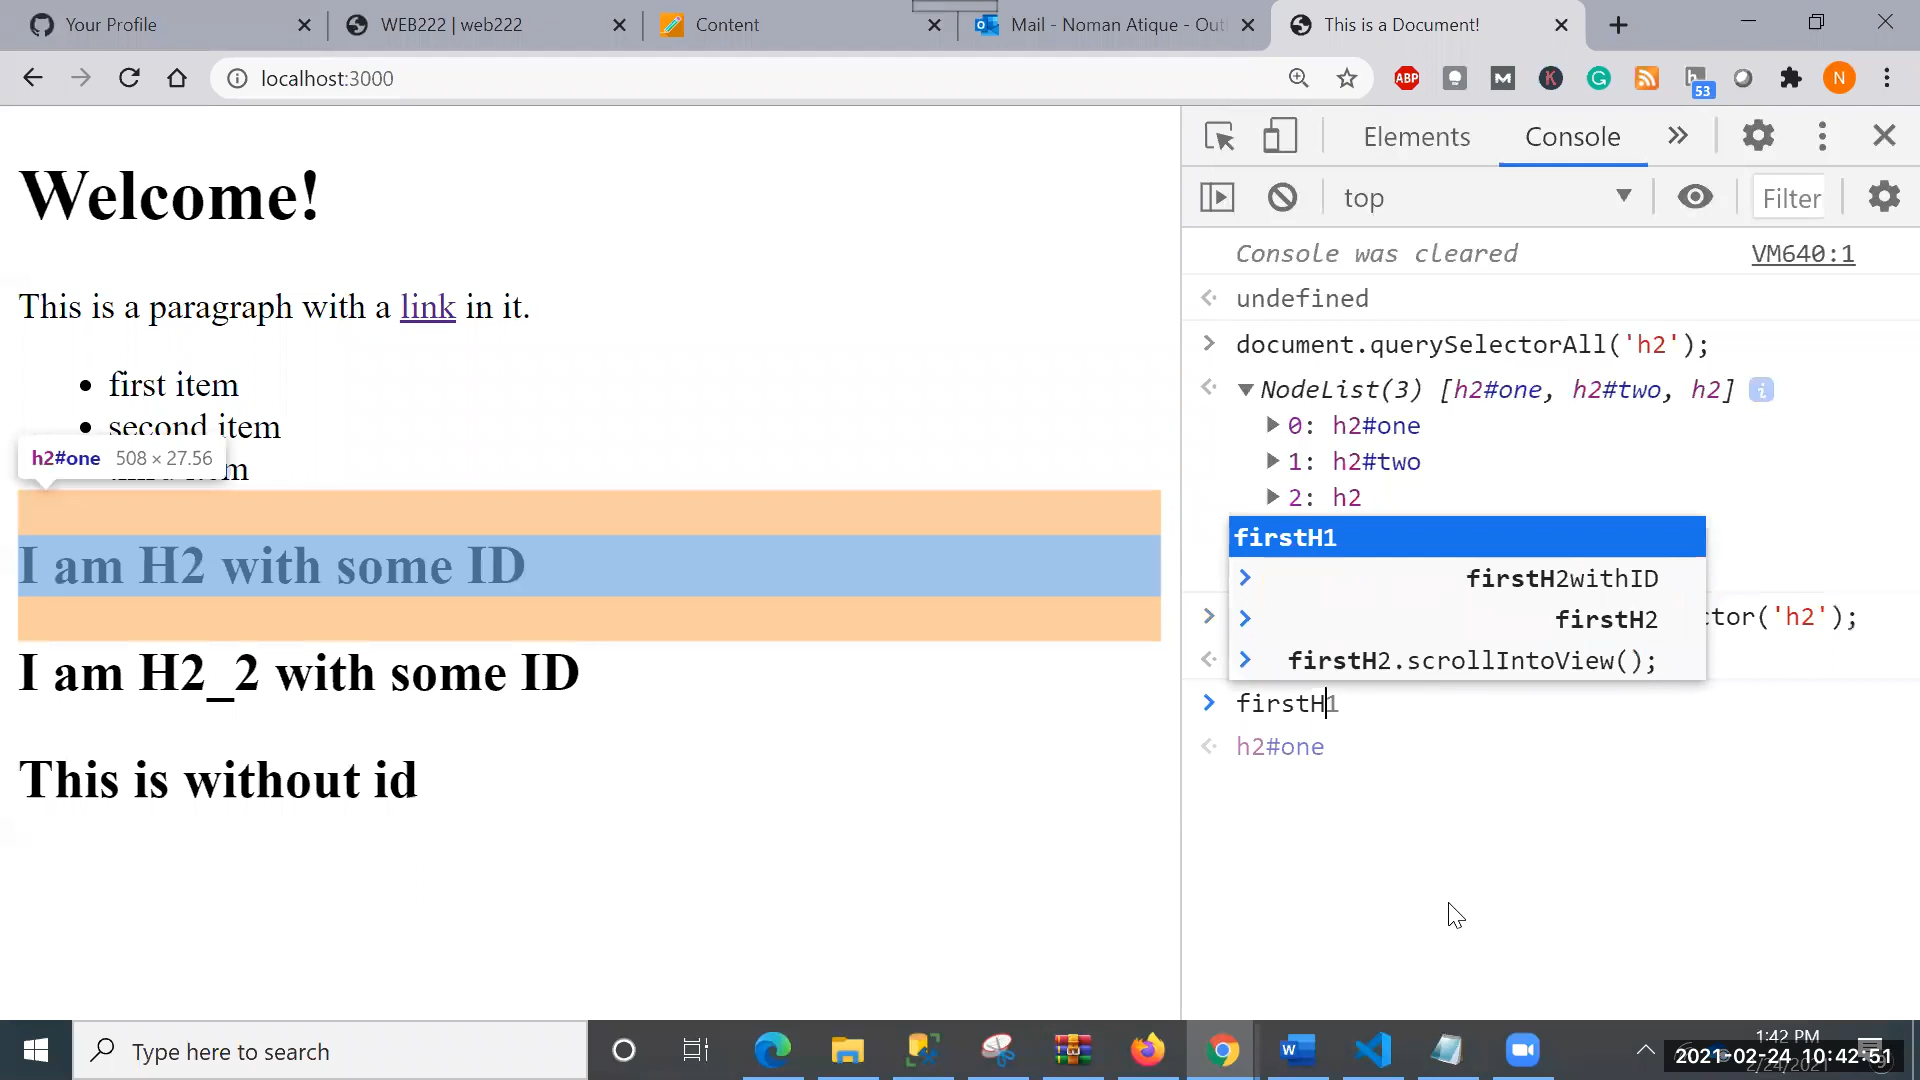 Your Profile
WEB222 | web222
Content
Mail - Noman Atique - Out
This is a Document!
localhost:3000
ABP
53
N
Elements
Console
top
Filter
Welcome!
This is a paragraph with a link in it.
first item
second item
h2#one 508 × 27.56
I am H2 with some ID
I am H2_2 with some ID
This is without id
Console was cleared
VM640:1
undefined
document.querySelectorAll('h2');
NodeList(3) [h2#one, h2#two, h2]
0: h2#one
1: h2#two
2: h2
firstH1
firstH2withID
firstH2
tor('h2');
firstH2.scrollIntoView();
firstH1
h2#one
Type here to search
1:42 PM
2021-02-24 10:42:51